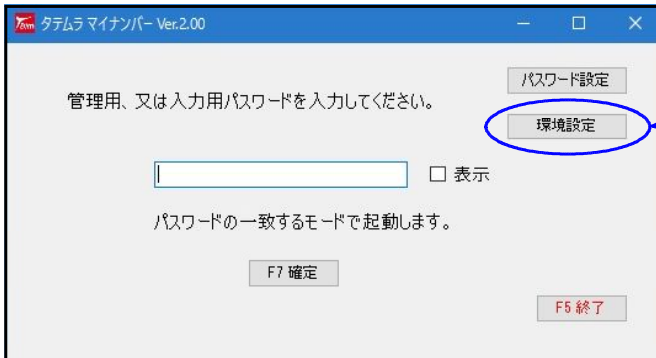 Team タテムラ マイナンバー Ver.2.00
パスワード設定
管理用、又は入力用パスワードを入力してください。
環境設定
表示
パスワードの一致するモードで起動します。
F7 確定
F5 終了